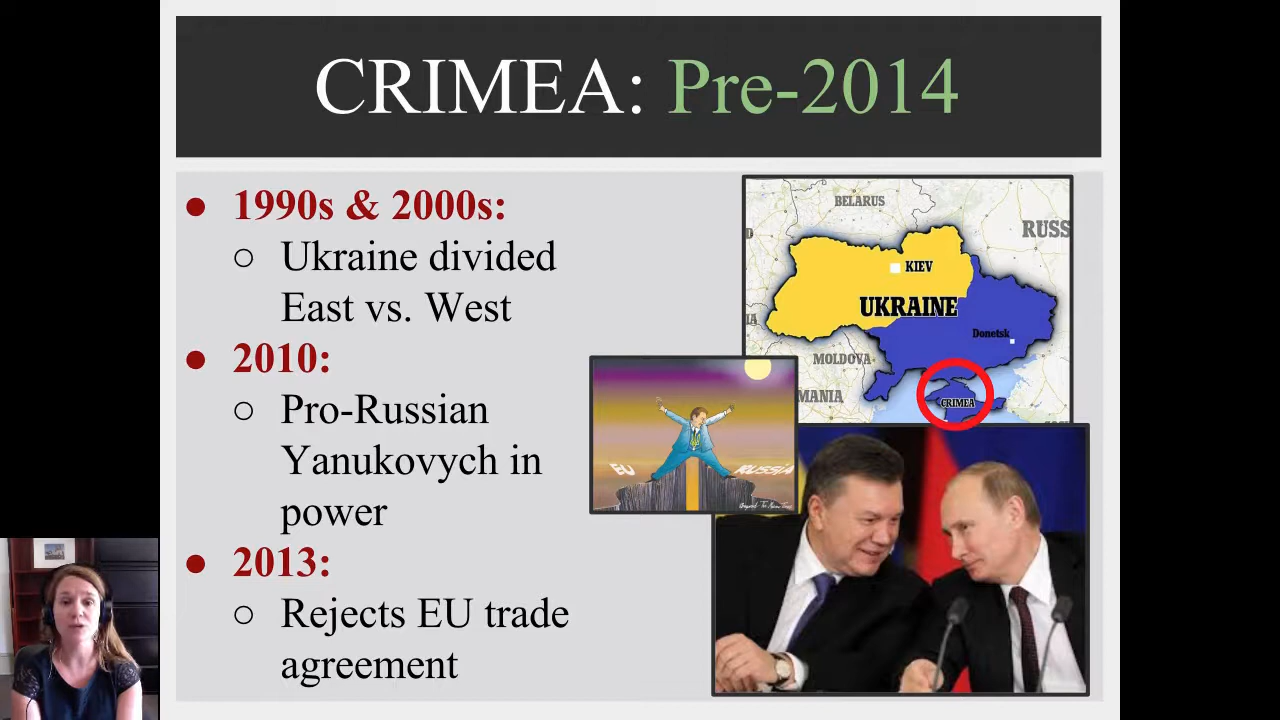 CRIMEA: Pre-2014
● 1990s & 2000s:
○ Ukraine divided
East vs. West
● 2010:
○ Pro-Russian
Yanukovych in
power
● 2013:
○ Rejects EU trade
agreement
BELARUS
RUSS
KIEV
UKRAINE
Donetsk
MOLDOVA
MANIA
CRIMEA
EU
RUSSIA